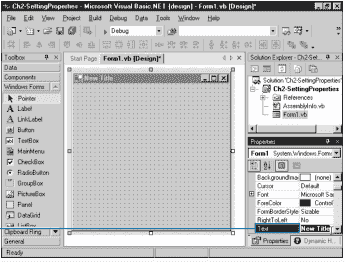 Ch2-SettingProperties - Microsoft Visual Basic.NET [design] - Form1.vb [Design]*
File Edit View Project Build Debug Data Tools Window Help
Debug
Toolbox
Data
Components
Windows Forms
Pointer
Label
LinkLabel
Button
TextBox
MainMenu
CheckBox
RadioButton
GroupBox
PictureBox
Panel
DataGrid
ListBox
Clipboard Ring
General
Start Page Form1.vb [Design]*
New Title
Solution Explorer - Ch2-Set...
Solution 'Ch2-SettingProperties'
Ch2-SettingProperties
References
AssemblyInfo.vb
Form1.vb
Properties
Form1 System.Windows.Forms
BackgroundIma (none)
Cursor Default
Font Microsoft Sa
ForeColor Control
FormBorderStyle Sizable
RightToLeft No
Text New Title
Properties Dynamic H...
Ready